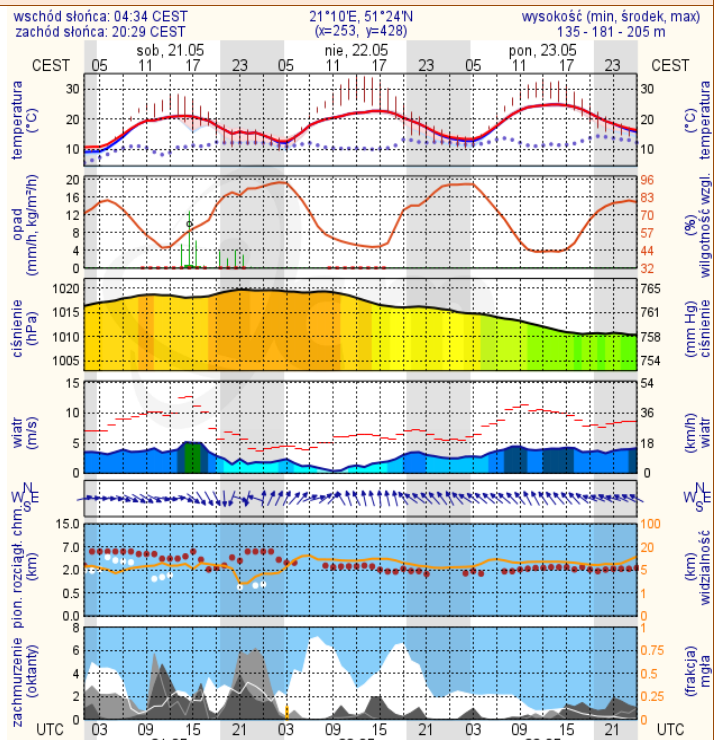 wschód słońca: 04:34 CEST
zachód słońca: 20:29 CEST
21°10'E, 51°24'N
(x=253, y=428)
wysokość (min, środek, max)
135 - 181 - 205 m
sob, 21.05 nie, 22.05 pon, 23.05
CEST 05 11 17 23 05 11 17 23 05 11 17 23 CEST
temperatura
(°C)
30
20
10
30
20
10
(°C)
temperatura
opad
(mm/h, kg/m²/h)
20
16
12
8
4
0
96
83
70
57
44
32
(%)
wilgotność wzgl.
ciśnienie
(hPa)
1020
1015
1010
1005
765
761
758
754
(mm Hg)
ciśnienie
wiatr
(m/s)
15
10
5
0
54
36
18
0
(km/h)
wiatr
N
W E
S
N
W E
S
pion. rozciągł. chm.
(km)
15.0
7.0
2.0
0.5
0.0
100
20
5
1
0
(km)
widzialność
zachmurzenie
(oktanty)
8
6
4
2
0
1
0.75
0.5
0.25
0
(frakcja)
mgła
UTC 03 09 15 21 03 09 15 21 03 09 15 21 UTC